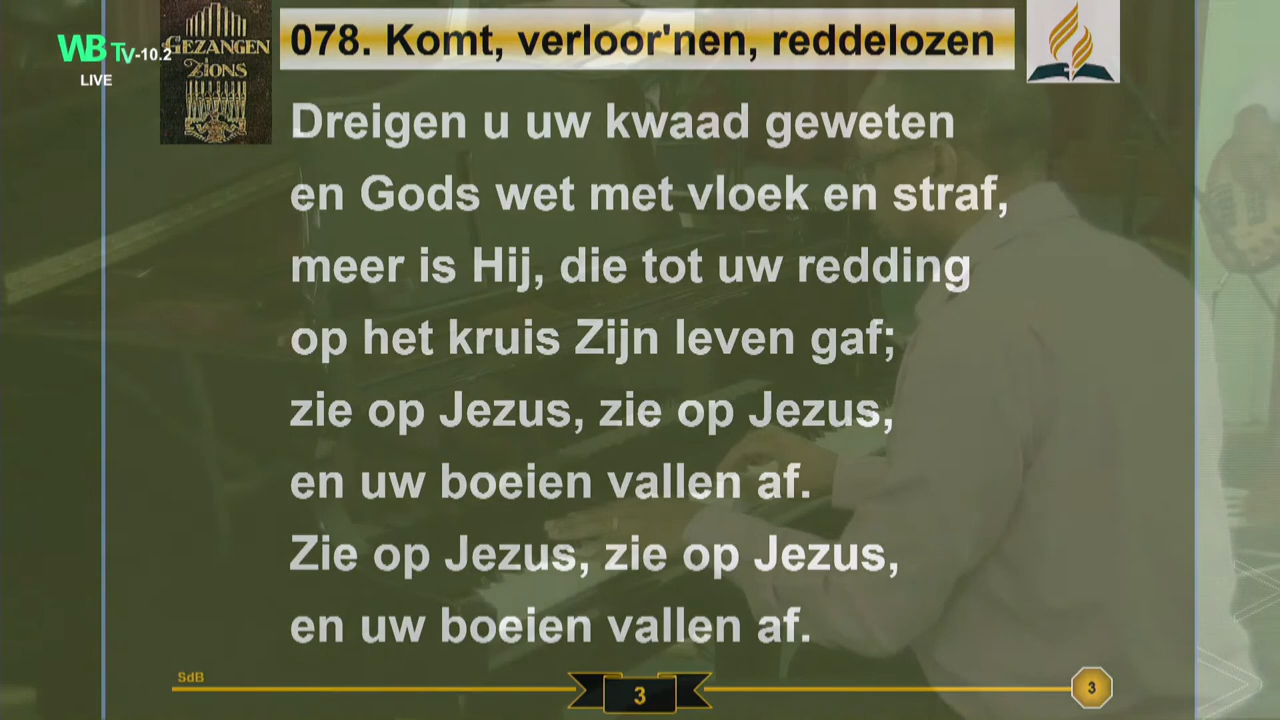 WB TV-10.2
LIVE
GEZANGEN
ZIONS
078. Komt, verloor'nen, reddelozen
Dreigen u uw kwaad geweten
en Gods wet met vloek en straf,
meer is Hij, die tot uw redding
op het kruis Zijn leven gaf;
zie op Jezus, zie op Jezus,
en uw boeien vallen af.
Zie op Jezus, zie op Jezus,
en uw boeien vallen af.
SdB
3
3